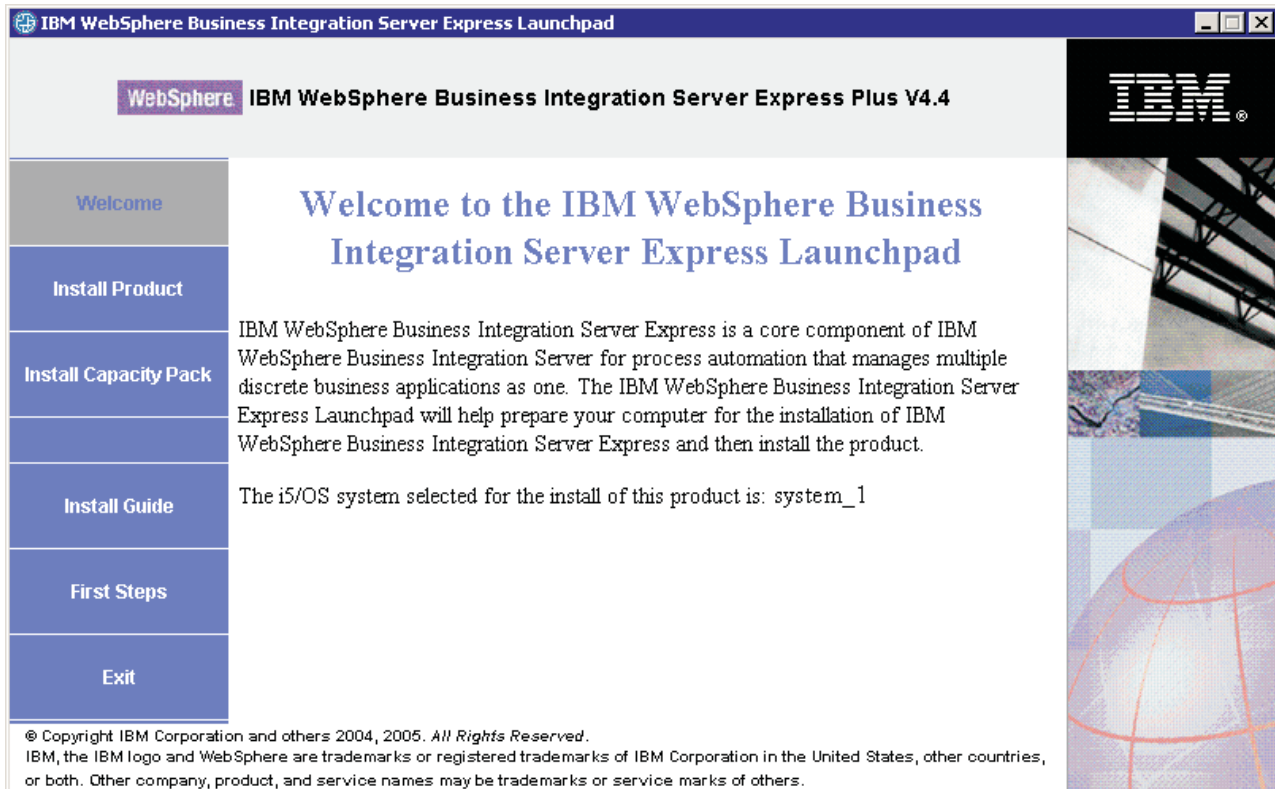 IBM WebSphere Business Integration Server Express Launchpad
WebSphere. IBM WebSphere Business Integration Server Express Plus V4.4
IBM®
Welcome
Install Product
Install Capacity Pack
Install Guide
First Steps
Exit
Welcome to the IBM WebSphere Business
Integration Server Express Launchpad
IBM WebSphere Business Integration Server Express is a core component of IBM
WebSphere Business Integration Server for process automation that manages multiple
discrete business applications as one. The IBM WebSphere Business Integration Server
Express Launchpad will help prepare your computer for the installation of IBM
WebSphere Business Integration Server Express and then install the product.
The i5/OS system selected for the install of this product is: system_1
© Copyright IBM Corporation and others 2004, 2005. All Rights Reserved.
IBM, the IBM logo and WebSphere are trademarks or registered trademarks of IBM Corporation in the United States, other countries,
or both. Other company, product, and service names may be trademarks or service marks of others.